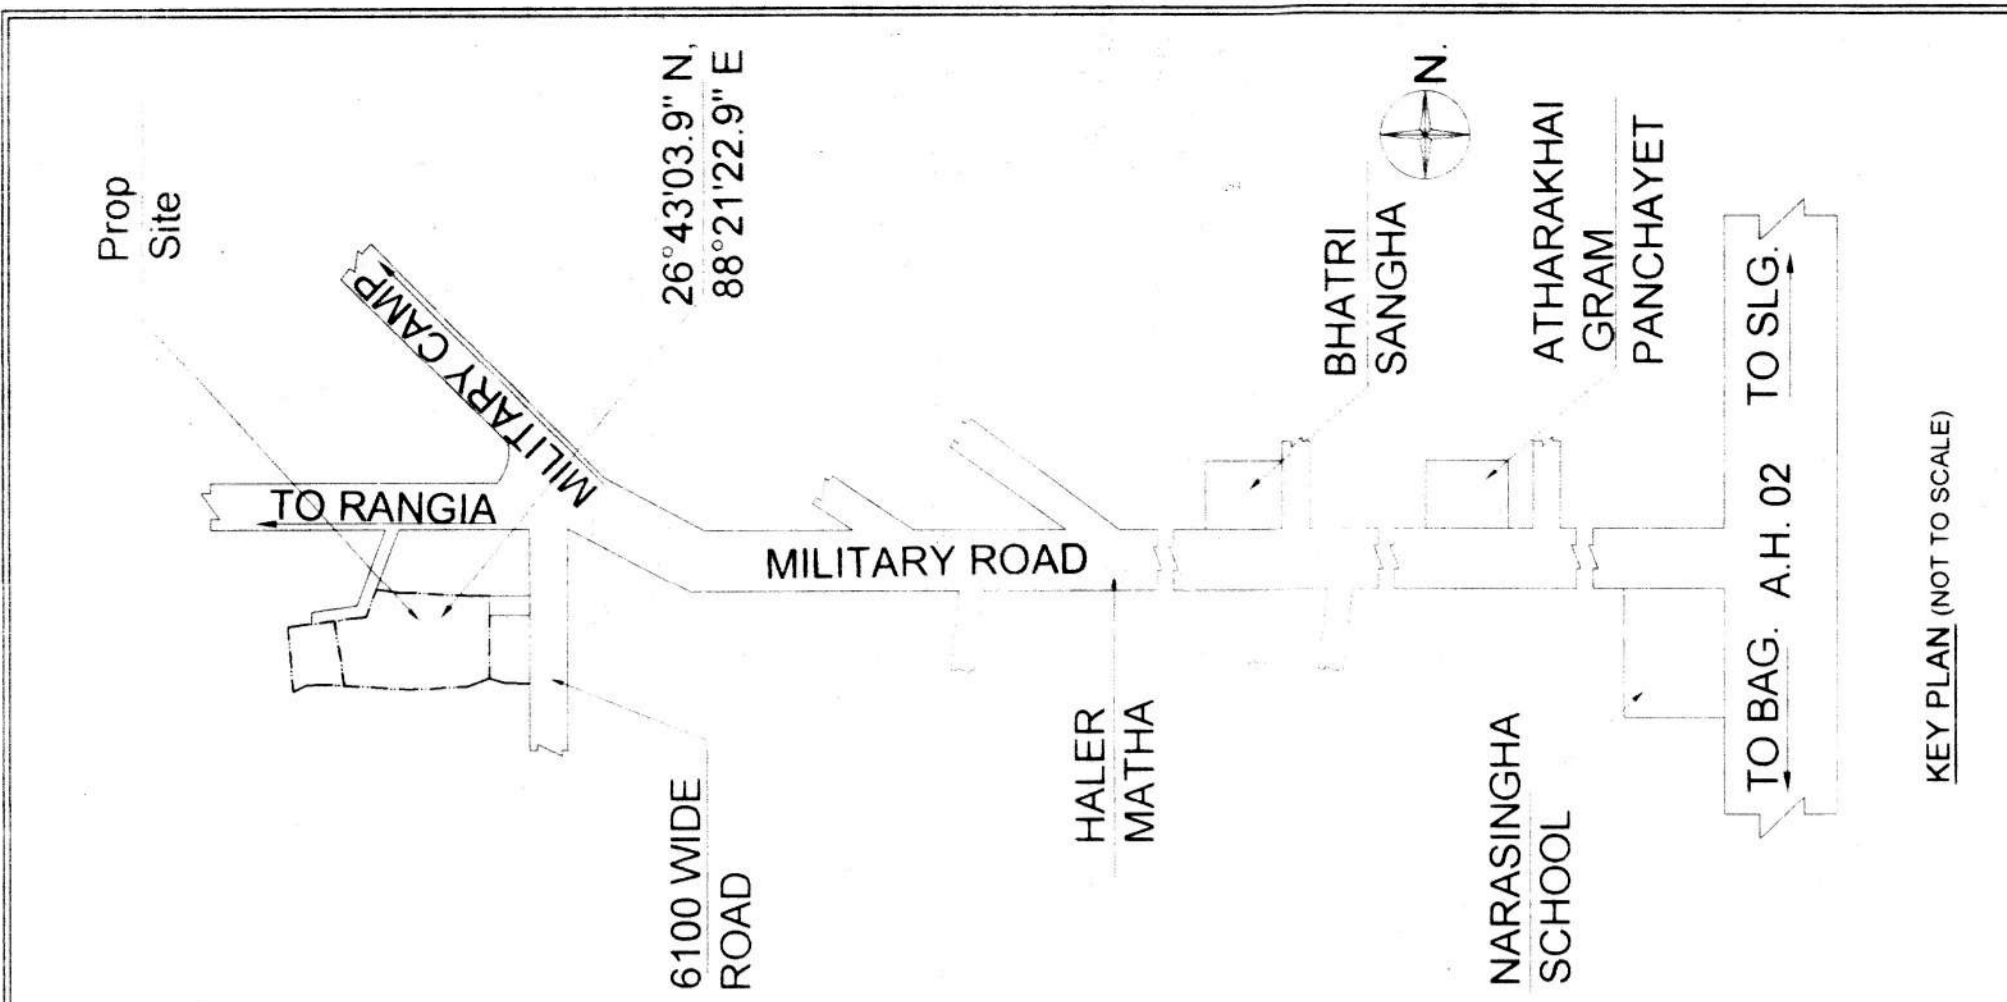 Prop
Site
26°43'03.9" N,
88°21'22.9" E
MILITARY CAMP
TO RANGIA
MILITARY ROAD
6100 WIDE
ROAD
HALER
MATHA
BHATRI
SANGHA
N.
ATHARAKHAI
GRAM
PANCHAYET
NARASINGHA
SCHOOL
TO BAG. A.H. 02 TO SLG.
KEY PLAN (NOT TO SCALE)